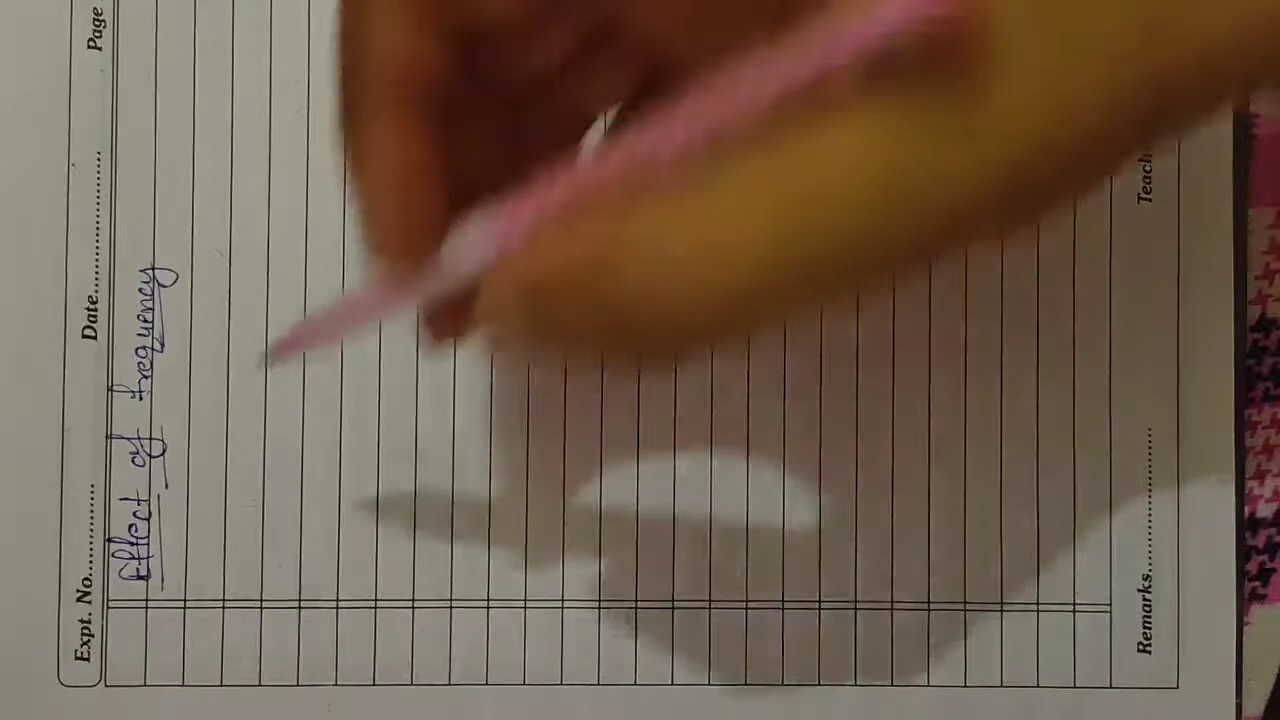 Expt. No............... Date.................... Page
Effect of frequency
Remarks.......................... Teach